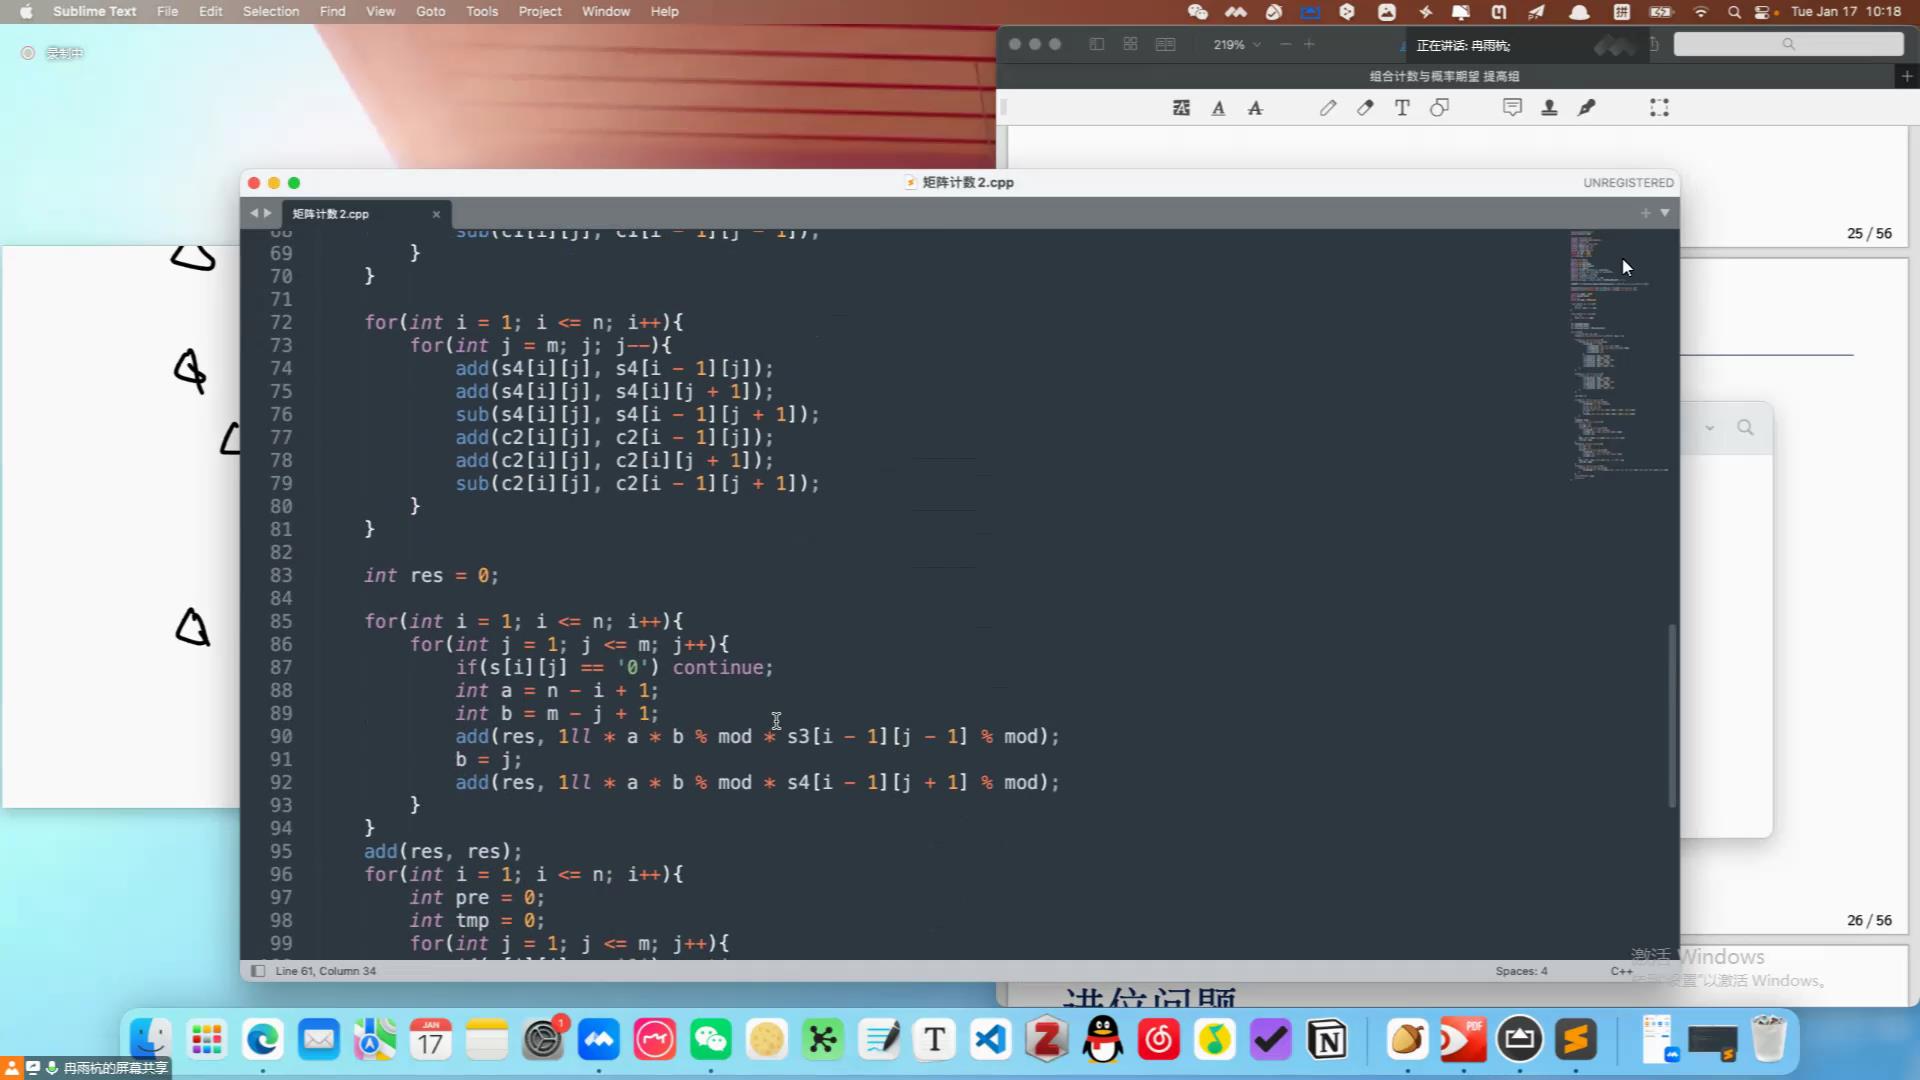 Sublime Text File Edit Selection Find View Goto Tools Project Window Help
Tue Jan 17 10:18
录制中
219%
正在讲话: 冉雨杭;
组合计数与概率期望 提高组
矩阵计数2.cpp
UNREGISTERED
矩阵计数2.cpp
25 / 56
68 sub(c1[i][j], c1[i - 1][j - 1]);
69 }
70 }
71
72 for(int i = 1; i <= n; i++){
73 for(int j = m; j; j--){
74 add(s4[i][j], s4[i - 1][j]);
75 add(s4[i][j], s4[i][j + 1]);
76 sub(s4[i][j], s4[i - 1][j + 1]);
77 add(c2[i][j], c2[i - 1][j]);
78 add(c2[i][j], c2[i][j + 1]);
79 sub(c2[i][j], c2[i - 1][j + 1]);
80 }
81 }
82
83 int res = 0;
84
85 for(int i = 1; i <= n; i++){
86 for(int j = 1; j <= m; j++){
87 if(s[i][j] == '0') continue;
88 int a = n - i + 1;
89 int b = m - j + 1;
90 add(res, 1ll * a * b % mod * s3[i - 1][j - 1] % mod);
91 b = j;
92 add(res, 1ll * a * b % mod * s4[i - 1][j + 1] % mod);
93 }
94 }
95 add(res, res);
96 for(int i = 1; i <= n; i++){
97 int pre = 0;
98 int tmp = 0;
99 for(int j = 1; j <= m; j++){
26 / 56
激活 Windows
转到"设置"以激活 Windows。
Line 61, Column 34
Spaces: 4
C++
进位问题
JAN
17
1
PDF
冉雨杭的屏幕共享